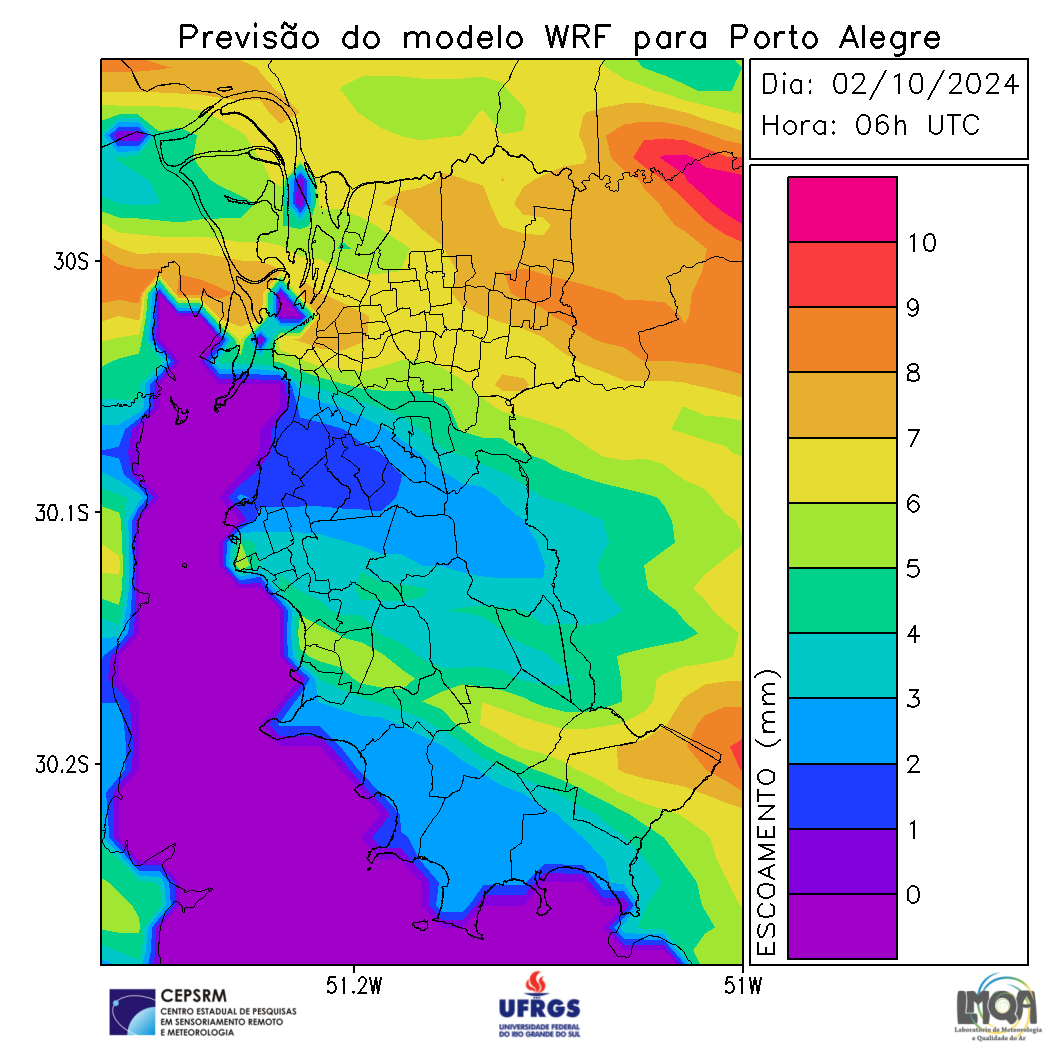 Previsão do modelo WRF para Porto Alegre
Dia: 02/10/2024
Hora: 06h UTC
30S
30.1S
30.2S
51.2W
51W
10
9
8
7
6
5
4
3
2
1
0
ESCOAMENTO (mm)
CEPSRM
CENTRO ESTADUAL DE PESQUISAS
EM SENSORIAMENTO REMOTO
E METEOROLOGIA
UFRGS
UNIVERSIDADE FEDERAL
DO RIO GRANDE DO SUL
LMQA
Laboratório de Meteorologia
e Qualidade do Ar